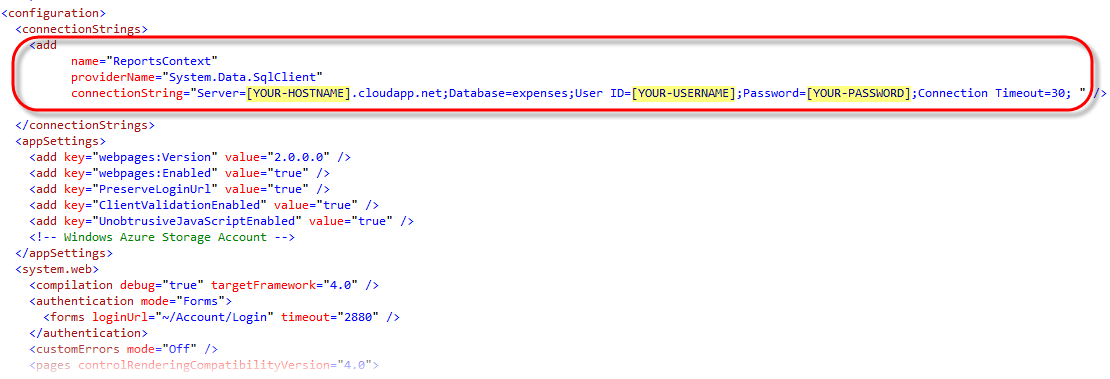 <configuration>
<connectionStrings>
<add
name="ReportsContext"
providerName="System.Data.SqlClient"
connectionString="Server=[YOUR-HOSTNAME].cloudapp.net;Database=expenses;User ID=[YOUR-USERNAME];Password=[YOUR-PASSWORD];Connection Timeout=30; " />
</connectionStrings>
<appSettings>
<add key="webpages:Version" value="2.0.0.0" />
<add key="webpages:Enabled" value="true" />
<add key="PreserveLoginUrl" value="true" />
<add key="ClientValidationEnabled" value="true" />
<add key="UnobtrusiveJavaScriptEnabled" value="true" />
<!-- Windows Azure Storage Account -->
</appSettings>
<system.web>
<compilation debug="true" targetFramework="4.0" />
<authentication mode="Forms">
<forms loginUrl="~/Account/Login" timeout="2880" />
</authentication>
<customErrors mode="Off" />
<pages controlRenderingCompatibilityVersion="4.0">